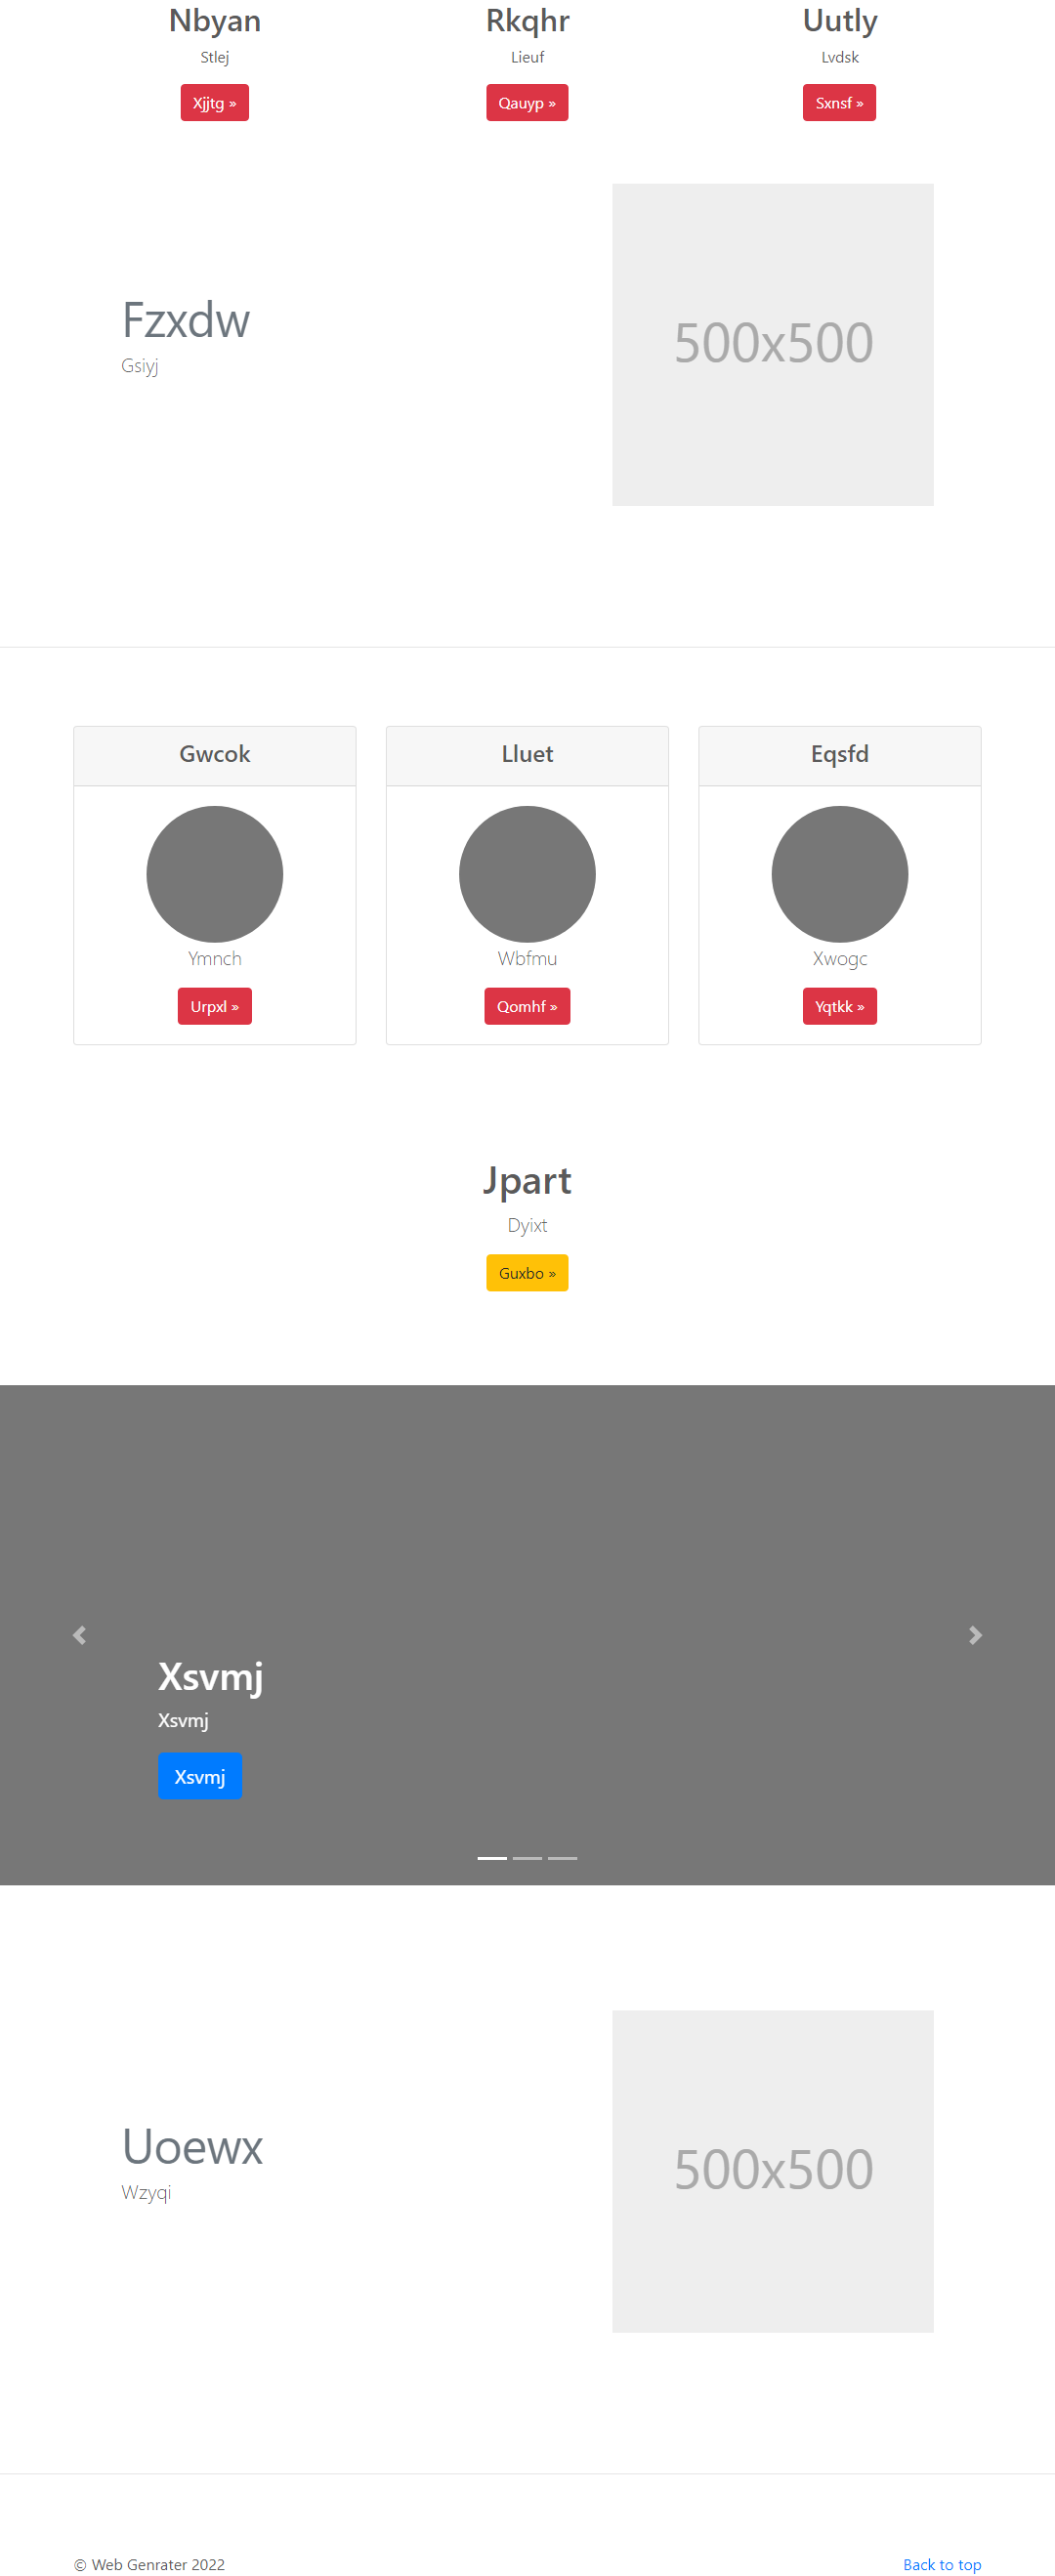 Nbyan
Stlej
Xjjtg »
Rkqhr
Lieuf
Qauyp »
Uutly
Lvdsk
Sxnsf »
Fzxdw
Gsiyj
500x500
Gwcok
Ymnch
Urpxl »
Lluet
Wbfmu
Qomhf »
Eqsfd
Xwogc
Yqtkk »
Jpart
Dyixt
Guxbo »
Xsvmj
Xsvmj
Xsvmj
Uoewx
Wzyqi
500x500
© Web Genrater 2022
Back to top